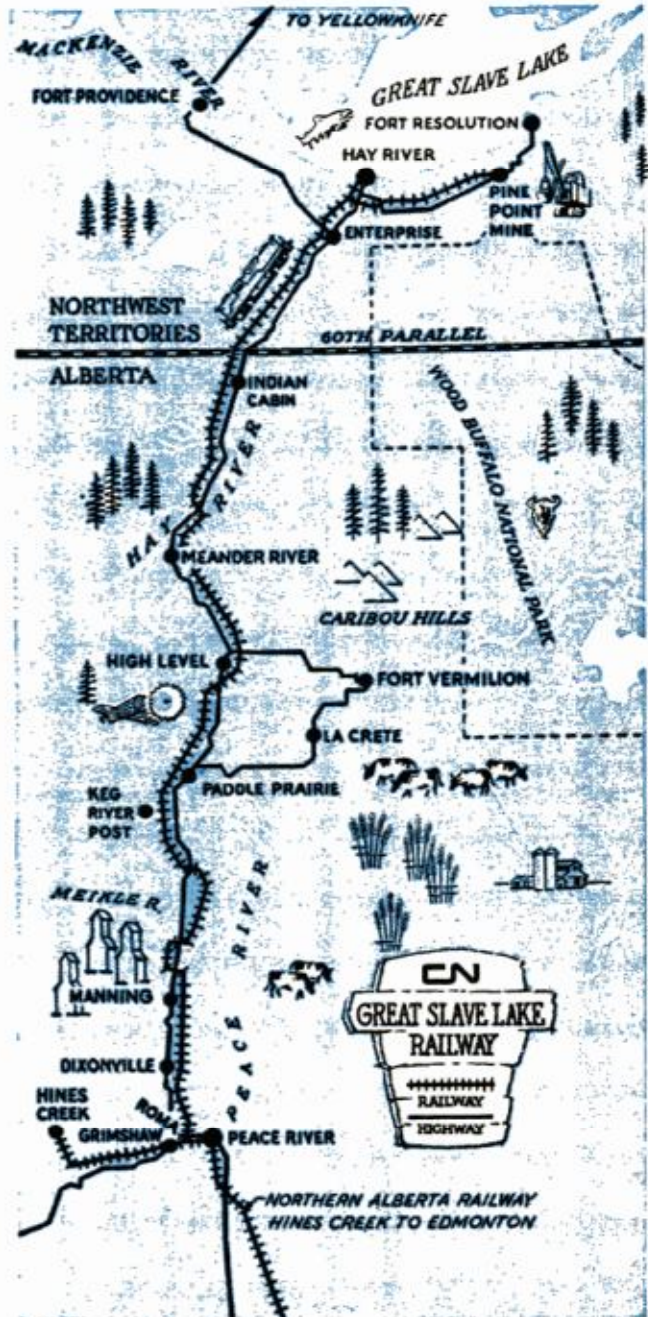 TO YELLOWKNIFE
MACKENZIE RIVER
FORT PROVIDENCE
GREAT SLAVE LAKE
FORT RESOLUTION
HAY RIVER
PINE
POINT
MINE
ENTERPRISE
NORTHWEST
TERRITORIES
60TH PARALLEL
ALBERTA
INDIAN
CABIN
WOOD BUFFALO NATIONAL PARK
HAY RIVER
MEANDER RIVER
CARIBOU HILLS
HIGH LEVEL
FORT VERMILION
LA CRETE
PADDLE PRAIRIE
KEG
RIVER
POST
MEIKLE R.
PEACE RIVER
MANNING
CN
GREAT SLAVE LAKE
RAILWAY
RAILWAY
HIGHWAY
DIXONVILLE
HINES
CREEK
ROMA
GRIMSHAW
PEACE RIVER
NORTHERN ALBERTA RAILWAY
HINES CREEK TO EDMONTON